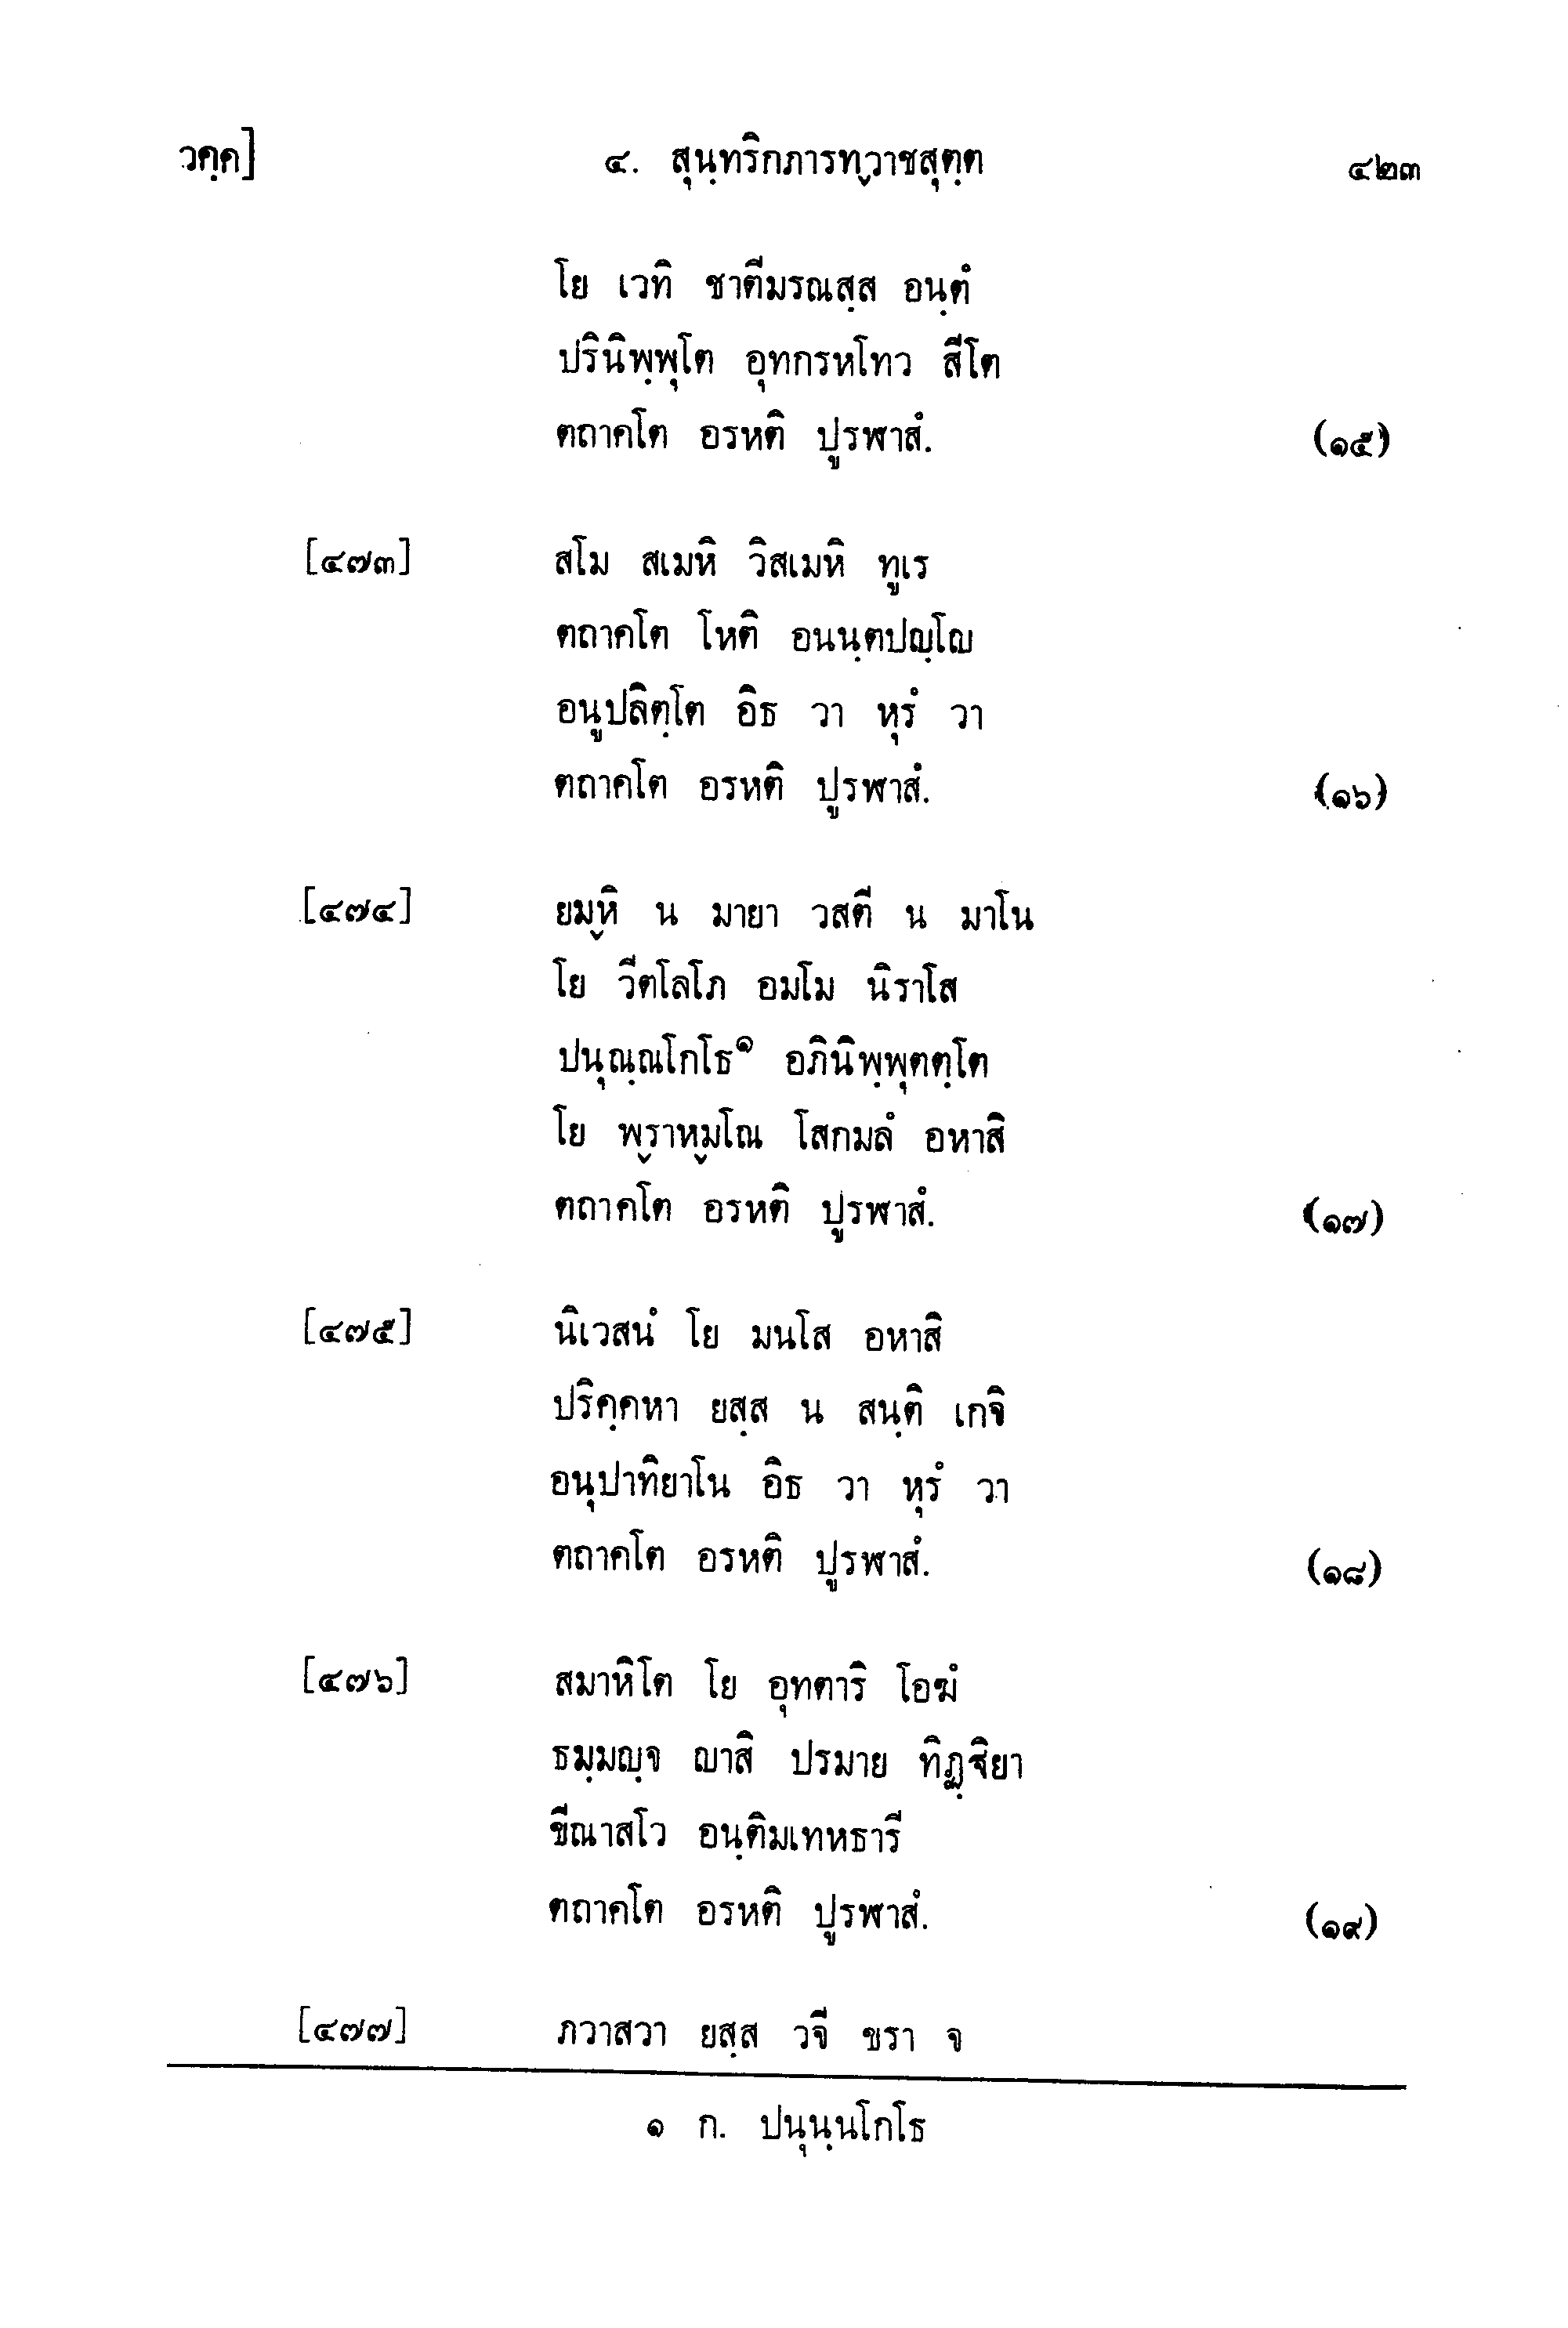 วคฺค] ๔. สุนฺทริกภารทฺวาชสุตฺต ๔๒๓
โย เวทิ ชาตีมรณสฺส อนฺตํ
ปรินิพฺพุโต อุทกรหโทว สีโต
ตถาคโต อรหติ ปูรฬาสํ. (๑๕)
[๔๗๓] สโม สเมหิ วิสเมหิ ทูเร
ตถาคโต โหติ อนนฺตปญฺโญ
อนูปลิตฺโต อิธ วา หุรํ วา
ตถาคโต อรหติ ปูรฬาสํ. (๑๖)
[๔๗๔] ยมฺหิ น มายา วสตี น มาโน
โย วีตโลโภ อมโม นิราโส
ปนุณฺณโกโธ๑ อภินิพฺพุตตฺโต
โย พฺราหฺมโณ โสกมลํ อหาสิ
ตถาคโต อรหติ ปูรฬาสํ. (๑๗)
[๔๗๕] นิเวสนํ โย มนโส อหาสิ
ปริคฺคหา ยสฺส น สนฺติ เกจิ
อนุปาทิยาโน อิธ วา หุรํ วา
ตถาคโต อรหติ ปูรฬาสํ. (๑๘)
[๔๗๖] สมาหิโต โย อุทตาริ โอฆํ
ธมฺมญฺจ ญาสิ ปรมาย ทิฏฺฐิยา
ขีณาสโว อนฺติมเทหธารี
ตถาคโต อรหติ ปูรฬาสํ. (๑๙)
[๔๗๗] ภวาสวา ยสฺส วจี ขรา จ
๑ ก. ปนุนฺนโกโธ